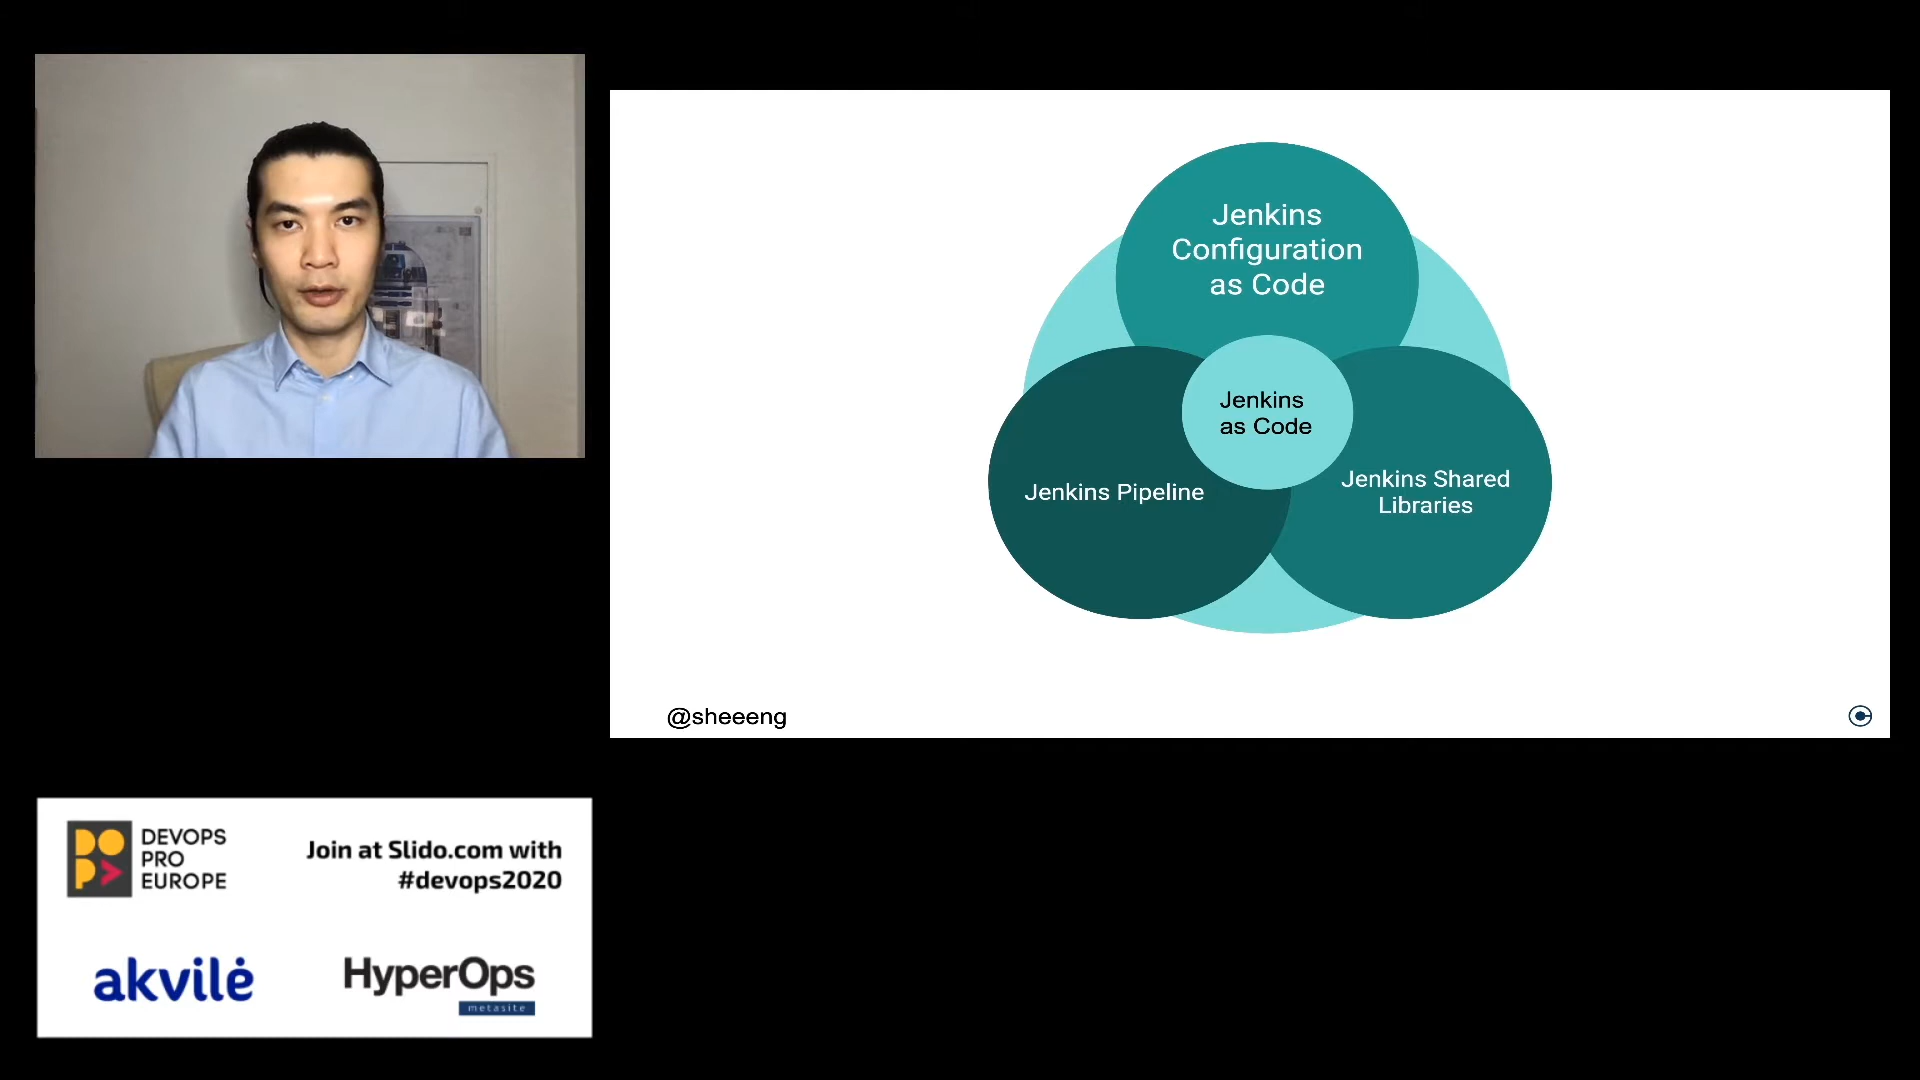 Jenkins
Configuration
as Code
Jenkins
as Code
Jenkins Pipeline
Jenkins Shared
Libraries
@sheeeng
DEVOPS
PRO
EUROPE
Join at Slido.com with
#devops2020
akvilė
HyperOps
metasite